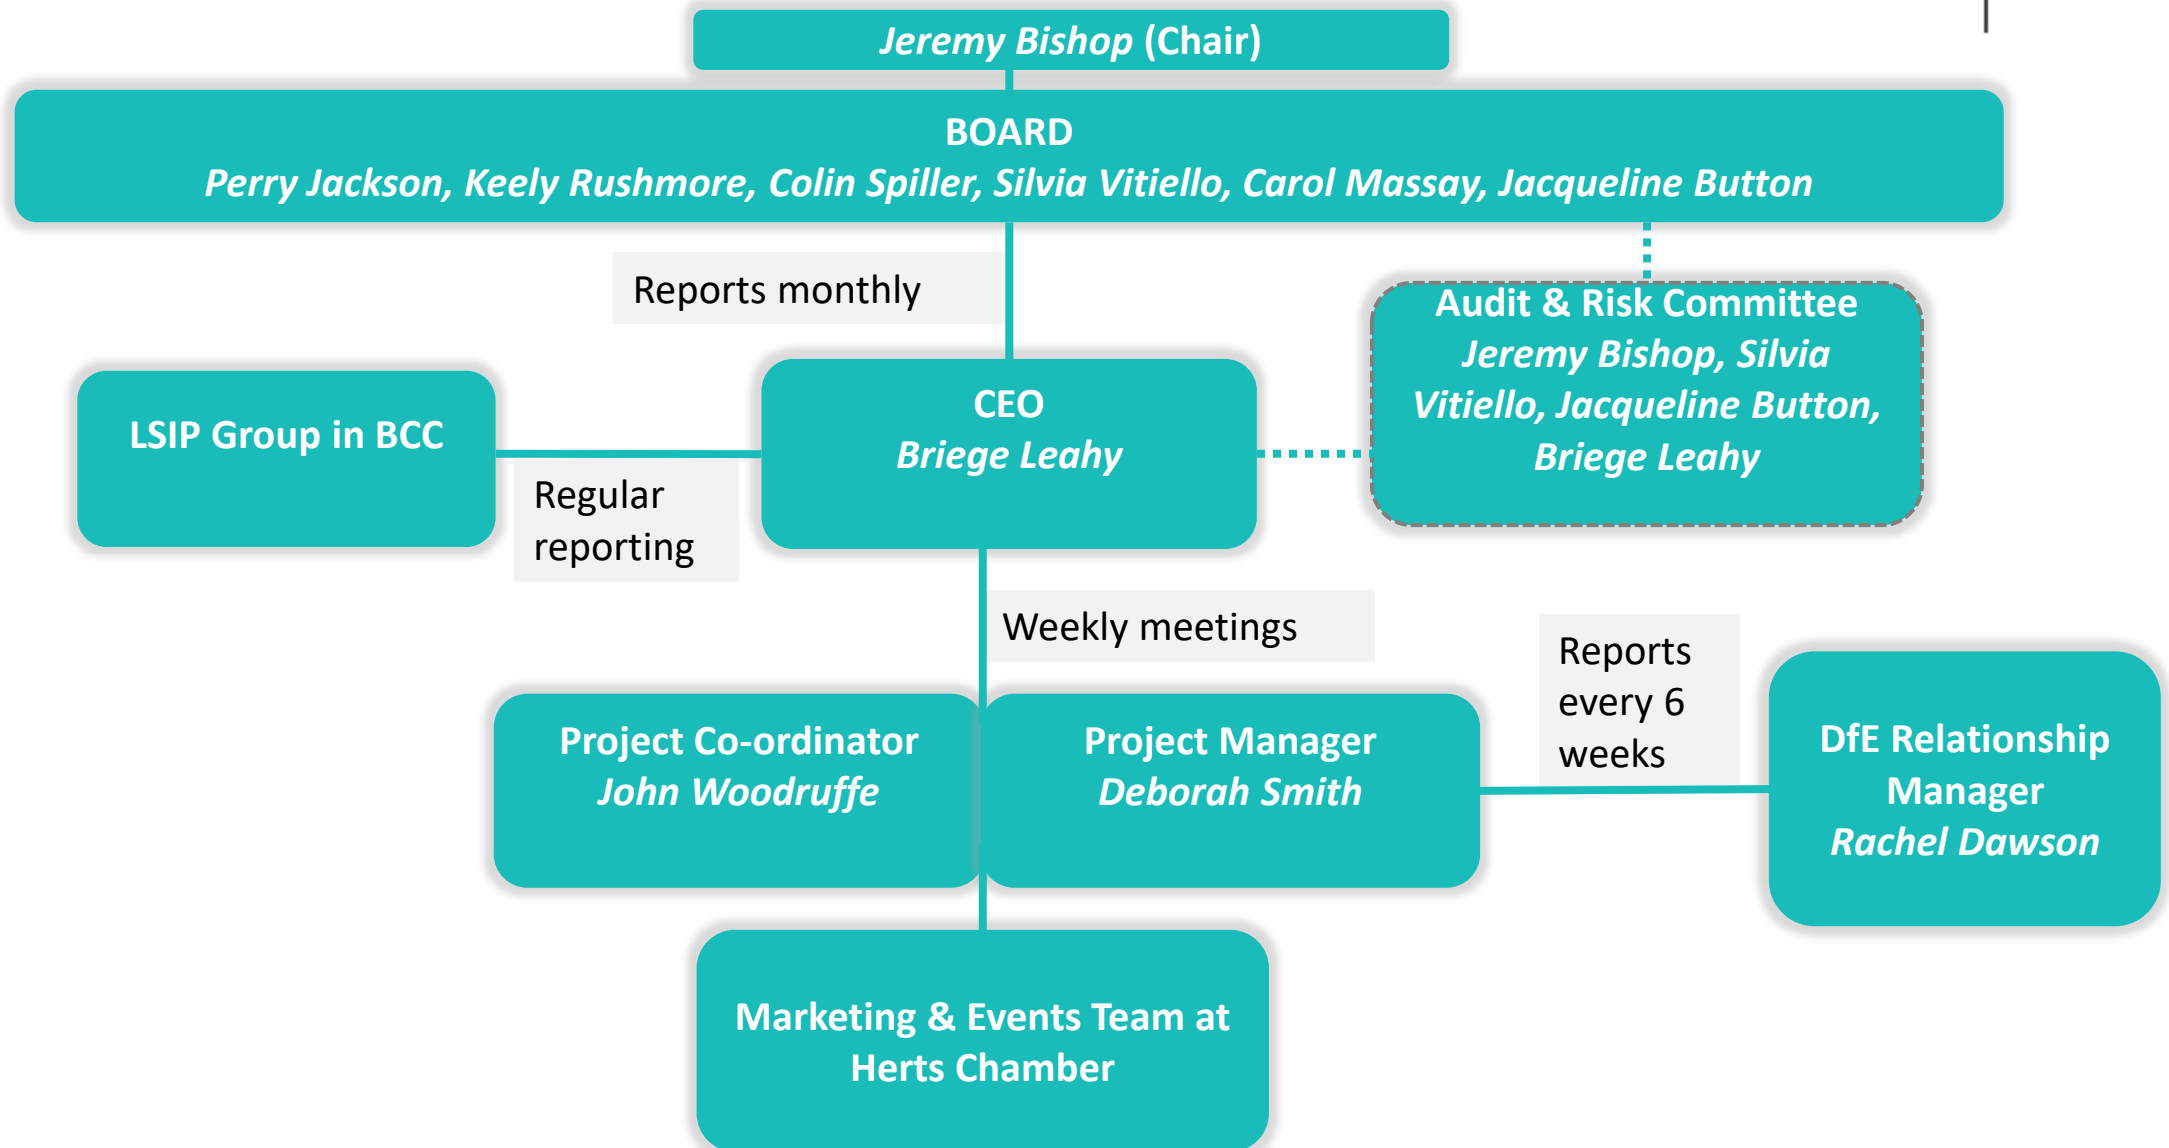 Jeremy Bishop (Chair)
BOARD
Perry Jackson, Keely Rushmore, Colin Spiller, Silvia Vitiello, Carol Massay, Jacqueline Button
Reports monthly
Audit & Risk Committee
Jeremy Bishop, Silvia
Vitiello, Jacqueline Button,
Briege Leahy
LSIP Group in BCC
CEO
Briege Leahy
Regular
reporting
Weekly meetings
Reports
every 6
weeks
Project Co-ordinator
John Woodruffe
Project Manager
Deborah Smith
DfE Relationship
Manager
Rachel Dawson
Marketing & Events Team at
Herts Chamber